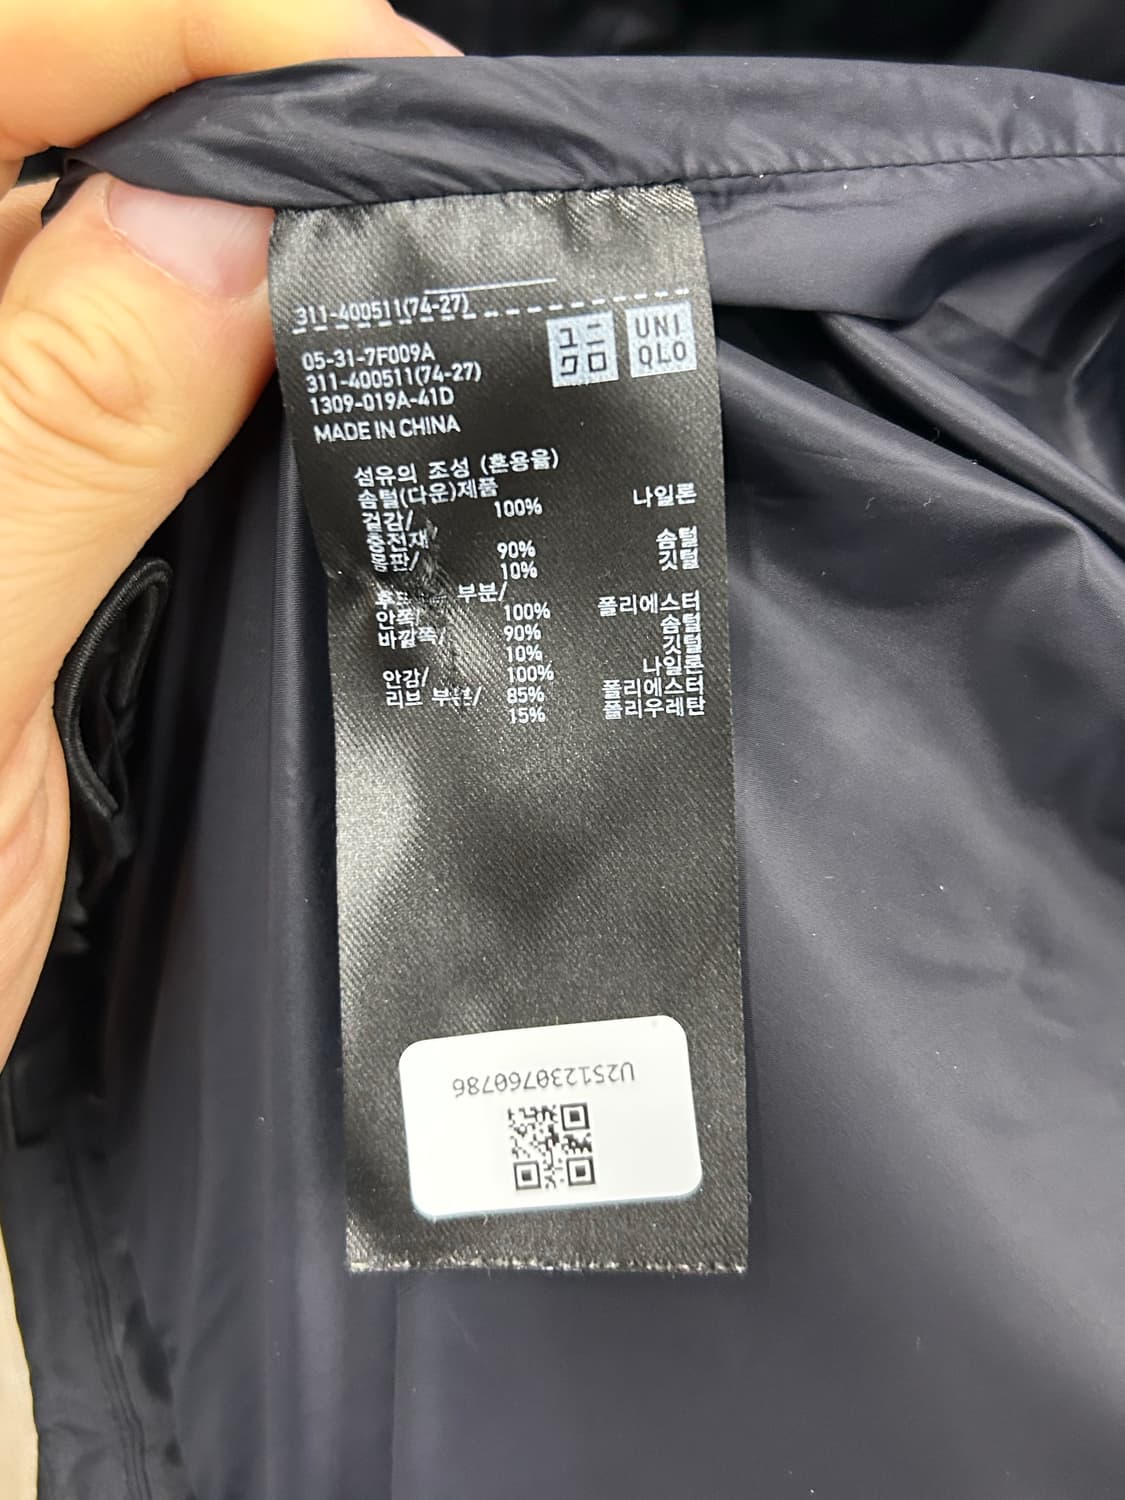 311-400511(74-27)
ユニ
クロ
UNI
QLO
05-31-7F009A
311-400511(74-27)
1309-019A-41D
MADE IN CHINA
섬유의 조성 (혼용율)
솜털(다운)제품
겉감/ 100% 나일론
충전재/
몸판/ 90% 솜털
10% 깃털
부분/
안쪽/ 100% 폴리에스터
바깥쪽/ 90% 솜털
10% 깃털
안감/ 100% 나일론
리브 부분/ 85% 폴리에스터
15% 폴리우레탄
U251230760786